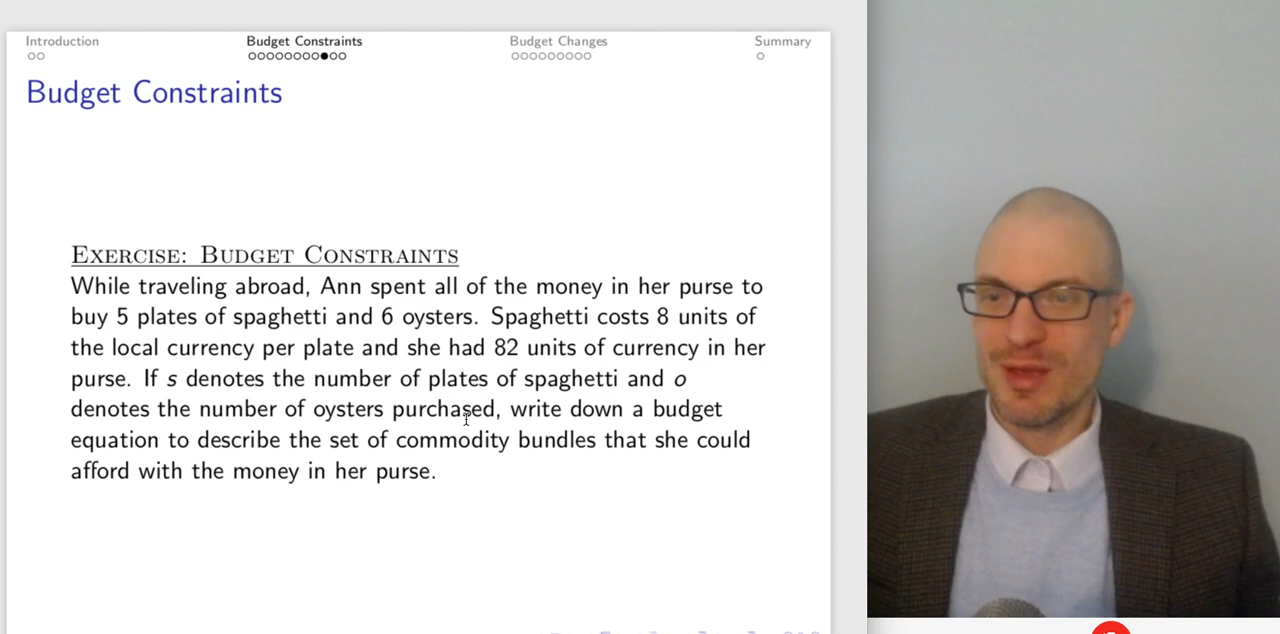 Introduction
Budget Constraints
Budget Changes
Summary
Budget Constraints
EXERCISE: BUDGET CONSTRAINTS
While traveling abroad, Ann spent all of the money in her purse to
buy 5 plates of spaghetti and 6 oysters. Spaghetti costs 8 units of
the local currency per plate and she had 82 units of currency in her
purse. If s denotes the number of plates of spaghetti and o
denotes the number of oysters purchased, write down a budget
equation to describe the set of commodity bundles that she could
afford with the money in her purse.